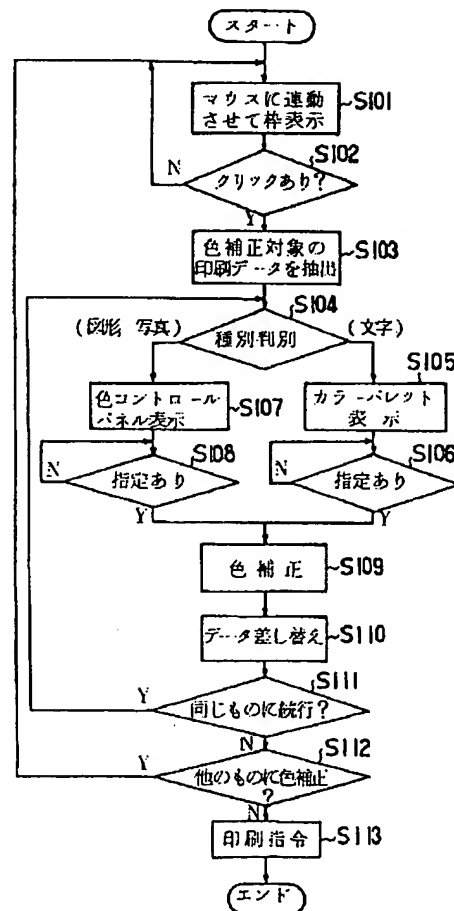 スタート
マウスに連動
させて枠表示
S101
S102
クリックあり?
N
Y
色補正対象の
印刷データを抽出
S103
S104
(図形, 写真)
種別判別
(文字)
S105
色コントロール
パネル表示
S107
カラーパレット
表示
S108
S106
N
指定あり
N
指定あり
Y
Y
色補正
S109
データ差し替え
S110
S111
Y
同じものに続行?
N
S112
Y
他のものに色補正
?
N
印刷指令
S113
エンド